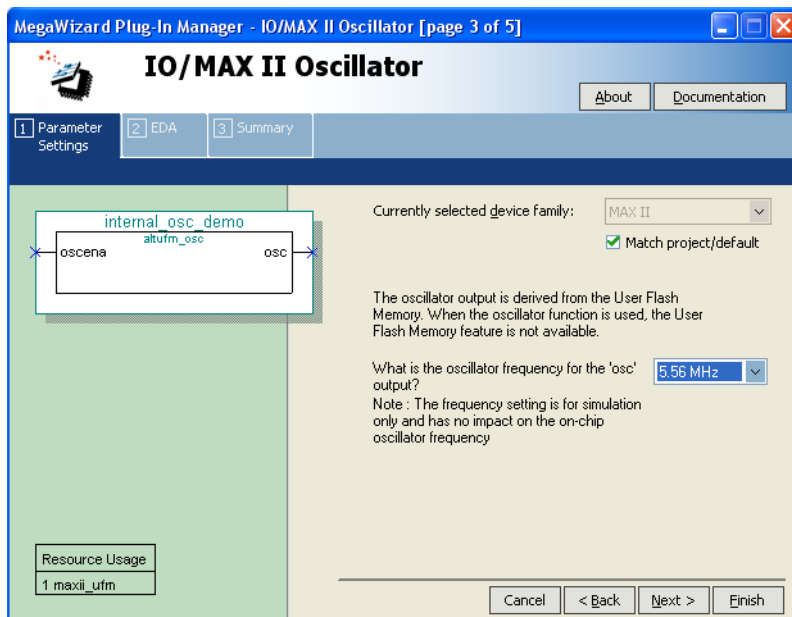 MegaWizard Plug-In Manager - IO/MAX II Oscillator [page 3 of 5]
IO/MAX II Oscillator
About
Documentation
1 Parameter Settings
2 EDA
3 Summary
internal_osc_demo
altufm_osc
oscena
osc
Currently selected device family:
MAX II
Match project/default
The oscillator output is derived from the User Flash
Memory. When the oscillator function is used, the User
Flash Memory feature is not available.
What is the oscillator frequency for the 'osc'
output?
5.56 MHz
Note : The frequency setting is for simulation
only and has no impact on the on-chip
oscillator frequency
Resource Usage
1 maxii_ufm
Cancel
< Back
Next >
Finish